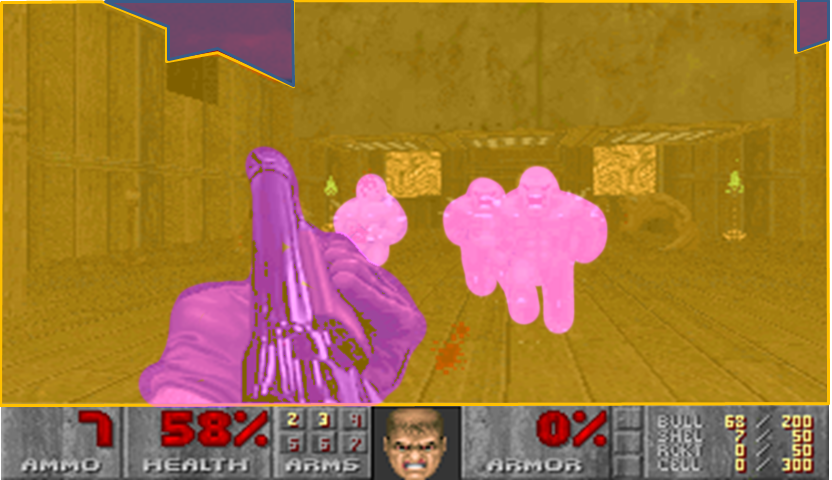 7 58% 2 3 4 0% BULL 68 / 200
5 6 7 SHEL 7 / 50
RCKT 0 / 50
AMMO HEALTH ARMS ARMOR CELL 0 / 300